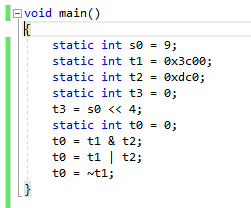 void main()
{
static int s0 = 9;
static int t1 = 0x3c00;
static int t2 = 0xdc0;
static int t3 = 0;
t3 = s0 << 4;
static int t0 = 0;
t0 = t1 & t2;
t0 = t1 | t2;
t0 = ~t1;
}